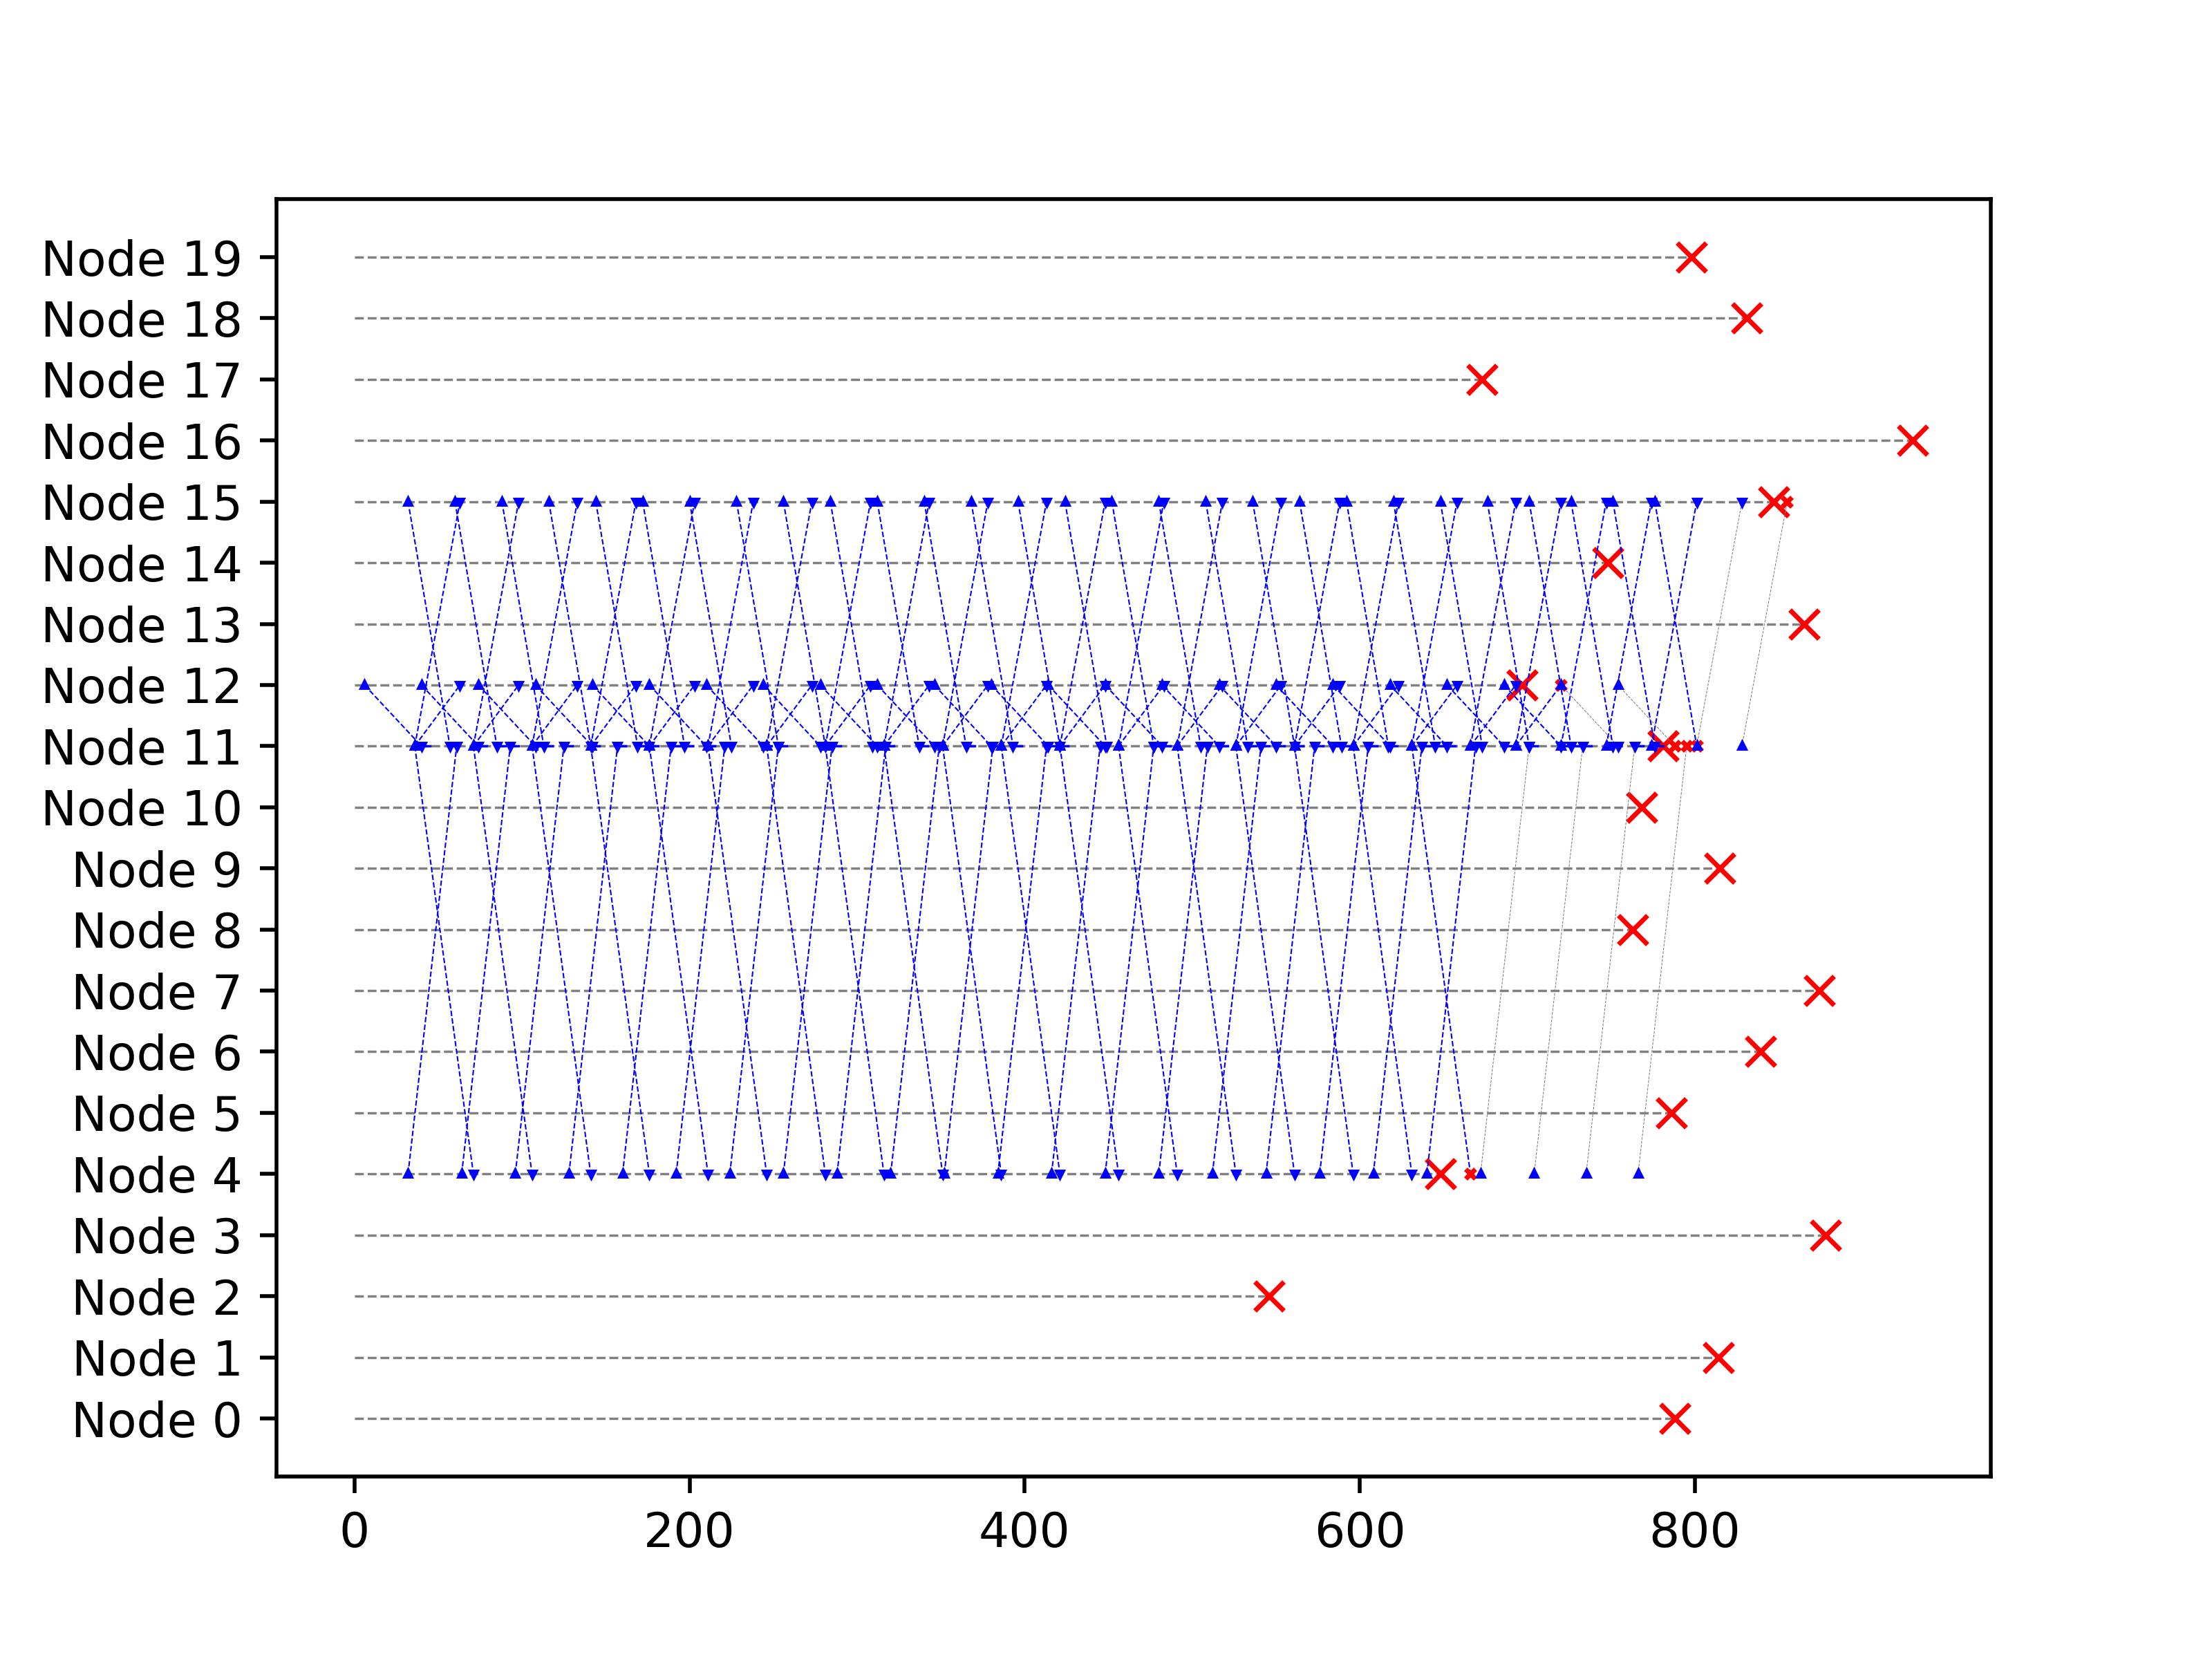 Node 19
Node 18
Node 17
Node 16
Node 15
Node 14
Node 13
Node 12
Node 11
Node 10
Node 9
Node 8
Node 7
Node 6
Node 5
Node 4
Node 3
Node 2
Node 1
Node 0
0 200 400 600 800